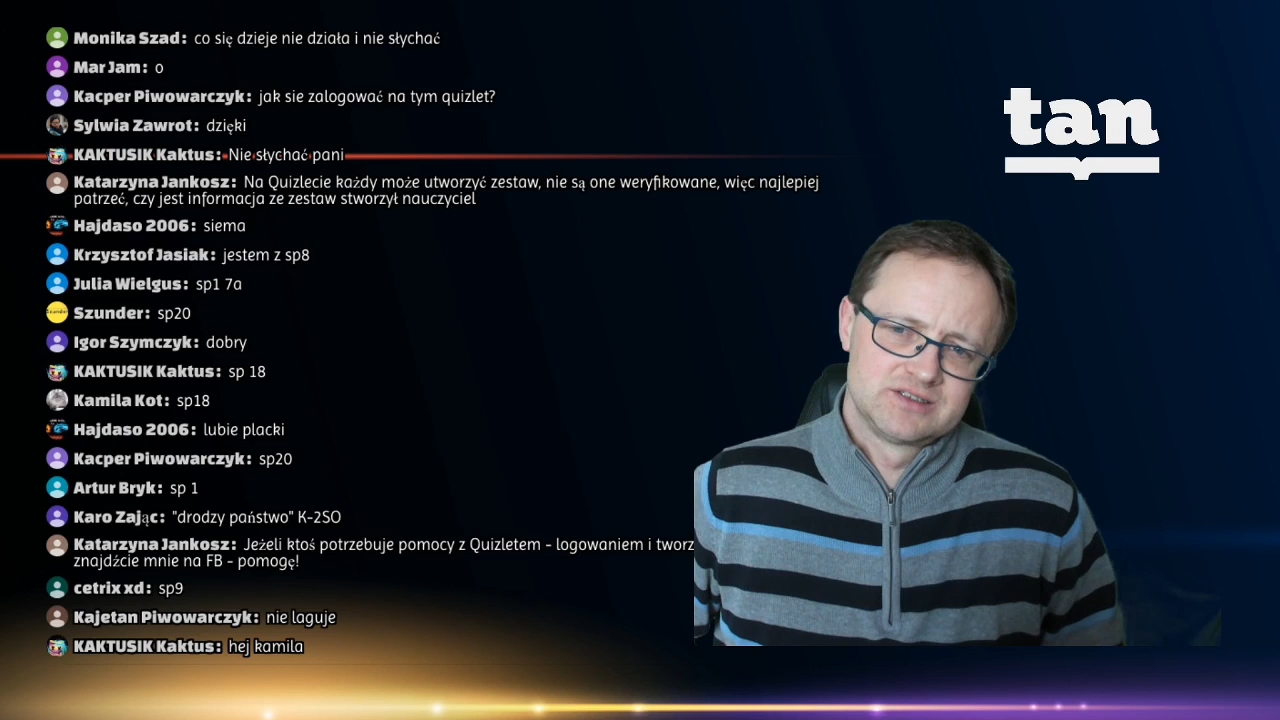 Monika Szad: co się dzieje nie działa i nie słychać
Mar Jam: o
Kacper Piwowarczyk: jak sie zalogować na tym quizlet?
Sylwia Zawrot: dzięki
KAKTUSIK Kaktus: Nie słychać pani
Katarzyna Jankosz: Na Quizlecie każdy może utworzyć zestaw, nie są one weryfikowane, więc najlepiej
patrzeć, czy jest informacja ze zestaw stworzył nauczyciel
Hajdaso 2006: siema
Krzysztof Jasiak: jestem z sp8
Julia Wielgus: sp1 7a
Szunder: sp20
Igor Szymczyk: dobry
KAKTUSIK Kaktus: sp 18
Kamila Kot: sp18
Hajdaso 2006: lubie placki
Kacper Piwowarczyk: sp20
Artur Bryk: sp 1
Karo Zając: "drodzy państwo" K-2SO
Katarzyna Jankosz: Jeżeli ktoś potrzebuje pomocy z Quizletem - logowaniem i tworz
znajdźcie mnie na FB - pomogę!
cetrix xd: sp9
Kajetan Piwowarczyk: nie laguje
KAKTUSIK Kaktus: hej kamila
tan